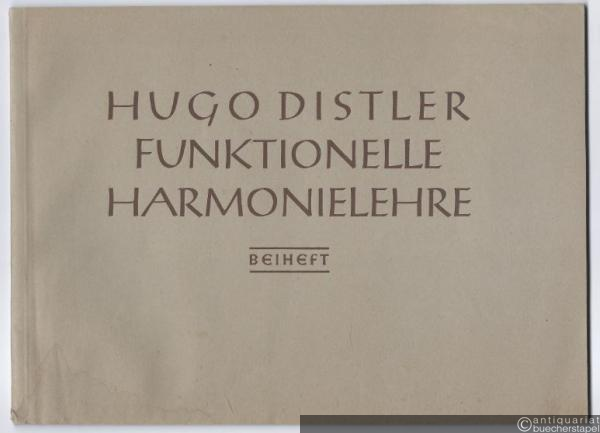 HUGO DISTLER
FUNKTIONELLE
HARMONIELEHRE
BEIHEFT
© antiquariat
buecherstapel